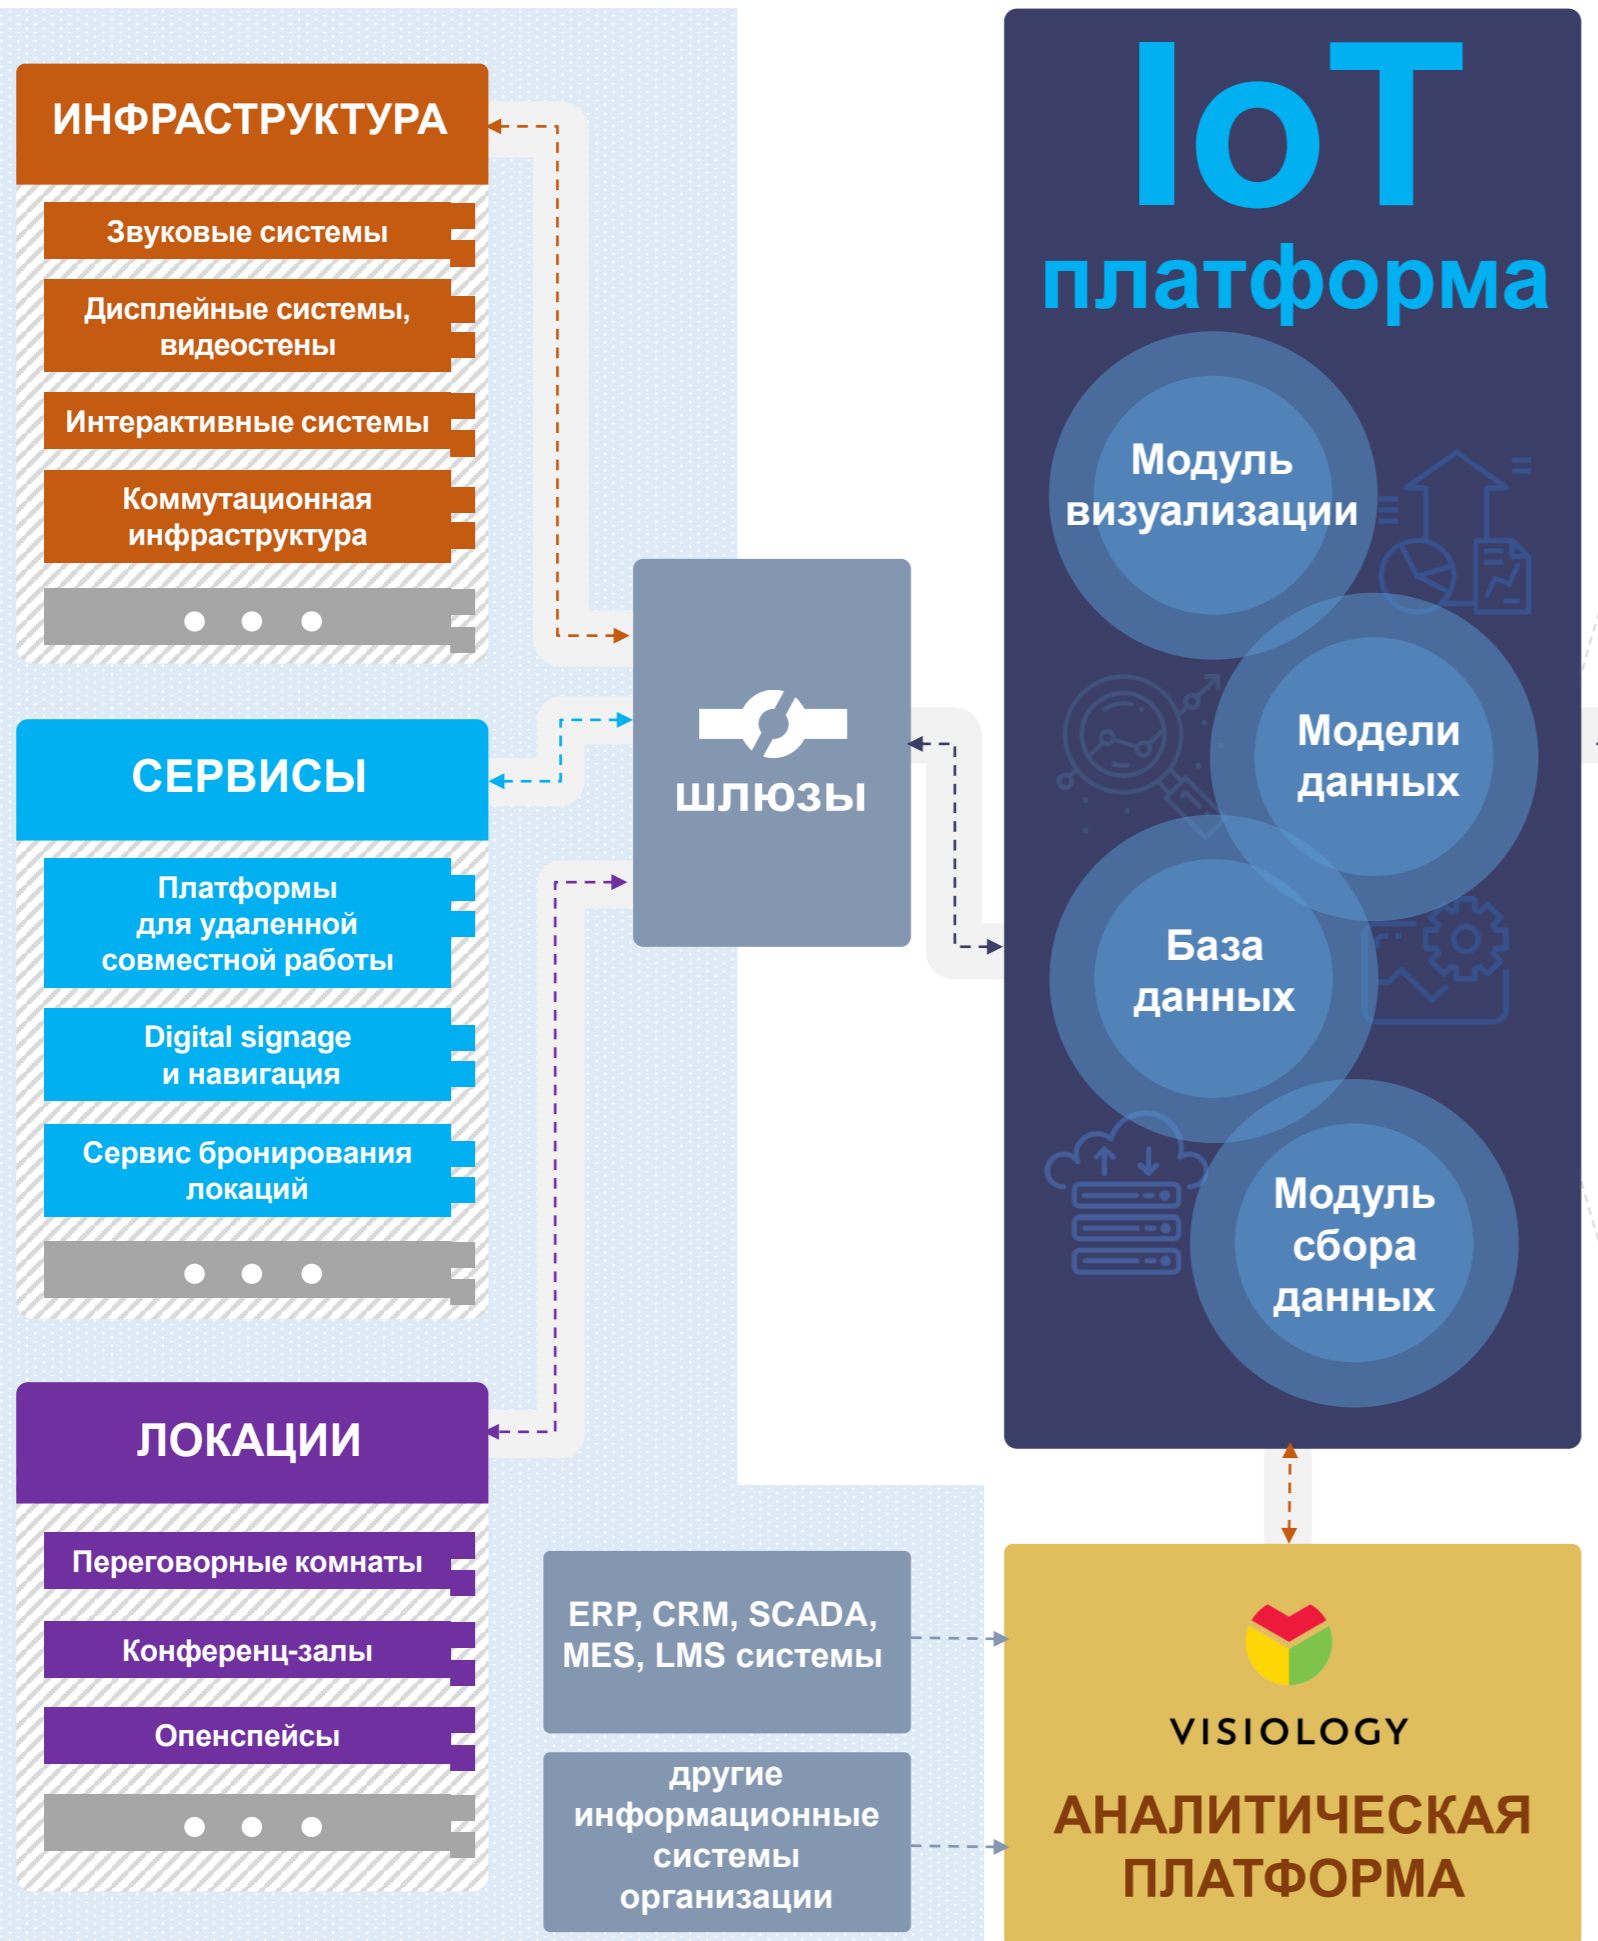 ИНФРАСТРУКТУРА
Звуковые системы
Дисплейные системы,
видеостены
Интерактивные системы
Коммутационная
инфраструктура
СЕРВИСЫ
Платформы
для удаленной
совместной работы
Digital signage
и навигация
Сервис бронирования
локаций
ЛОКАЦИИ
Переговорные комнаты
Конференц-залы
Опенспейсы
шлюзы
ERP, CRM, SCADA,
MES, LMS системы
другие
информационные
системы
организации
IoT
платформа
Модуль
визуализации
Модели
данных
База
данных
Модуль
сбора
данных
VISIOLOGY
АНАЛИТИЧЕСКАЯ
ПЛАТФОРМА